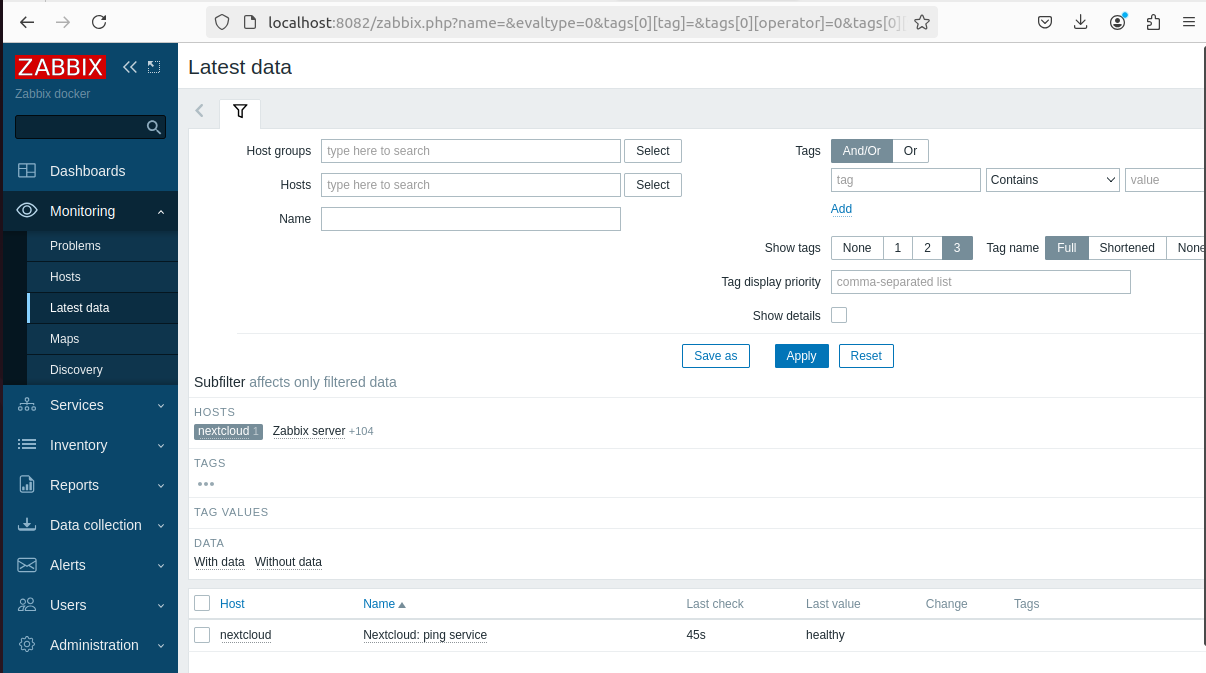 localhost:8082/zabbix.php?name=&evaltype=0&tags[0][tag]=&tags[0][operator]=0&tags[0][
ZABBIX
Zabbix docker
Dashboards
Monitoring
Problems
Hosts
Latest data
Maps
Discovery
Services
Inventory
Reports
Data collection
Alerts
Users
Administration
Latest data
Host groups type here to search Select
Hosts type here to search Select
Name
Tags And/Or Or
tag Contains value
Add
Show tags None 1 2 3 Tag name Full Shortened None
Tag display priority comma-separated list
Show details
Save as Apply Reset
Subfilter affects only filtered data
HOSTS
nextcloud 1 Zabbix server +104
TAGS
TAG VALUES
DATA
With data Without data
Host Name Last check Last value Change Tags
nextcloud Nextcloud: ping service 45s healthy